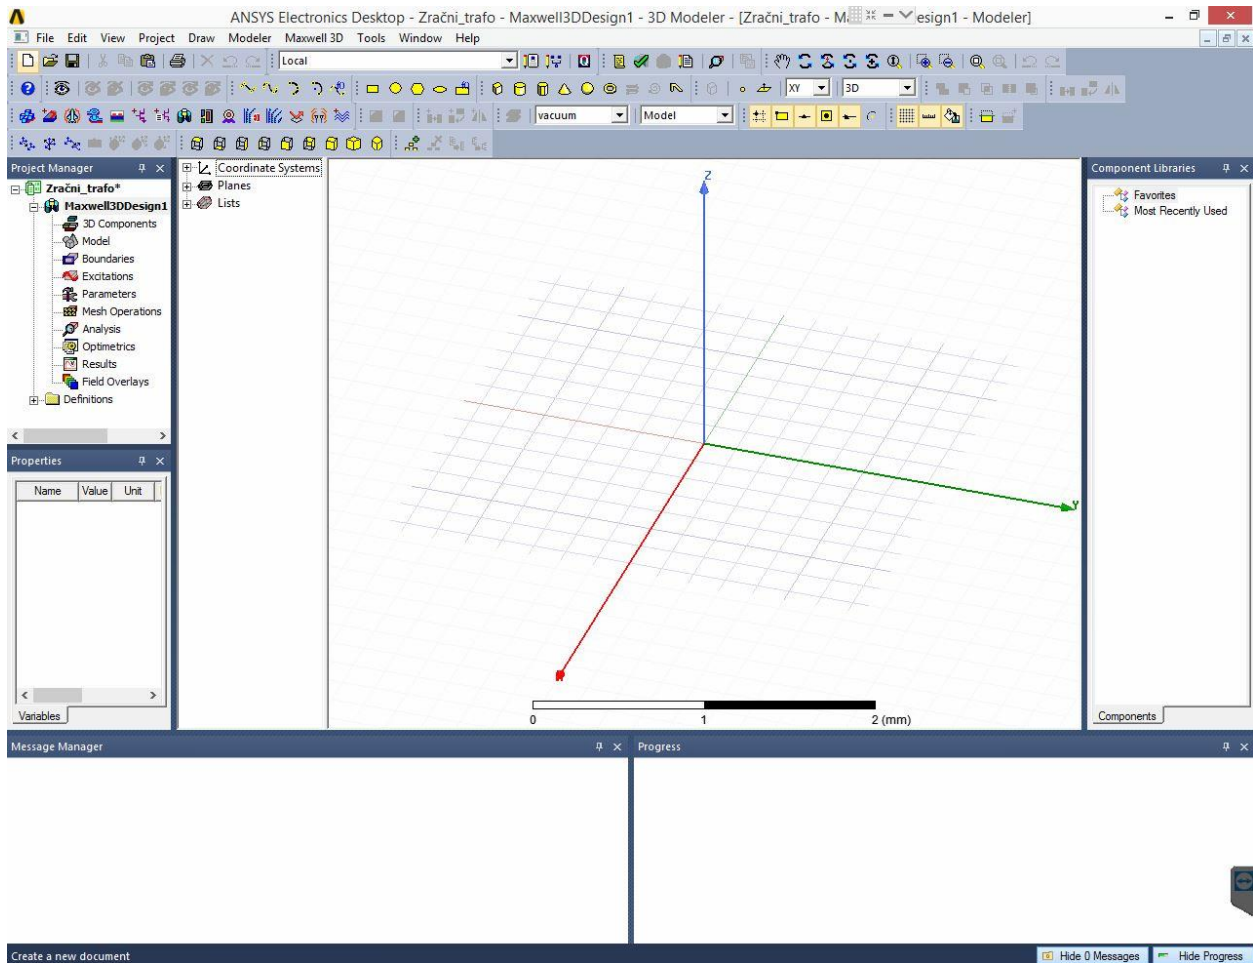 ANSYS Electronics Desktop - Zračni_trafo - Maxwell3DDesign1 - 3D Modeler - [Zračni_trafo - M esign1 - Modeler]
File Edit View Project Draw Modeler Maxwell 3D Tools Window Help
Local
XY 3D
vacuum Model
Project Manager
Zračni_trafo*
Maxwell3DDesign1
3D Components
Model
Boundaries
Excitations
Parameters
Mesh Operations
Analysis
Optimetrics
Results
Field Overlays
Definitions
Properties
Name Value Unit
Variables
Coordinate Systems
Planes
Lists
Z
Y
0 1 2 (mm)
Component Libraries
Favorites
Most Recently Used
Components
Message Manager
Progress
Create a new document
Hide 0 Messages Hide Progress